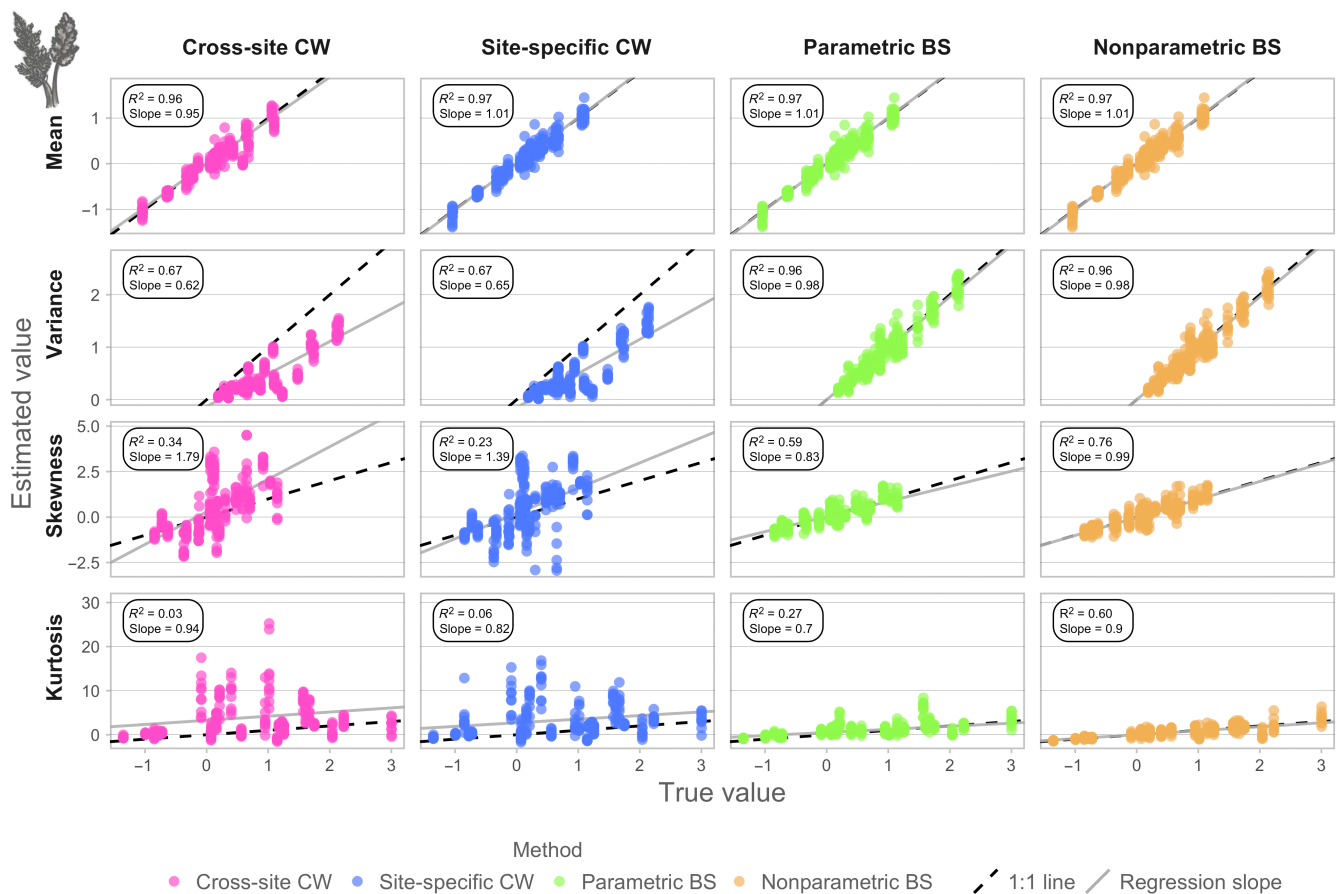 Cross-site CW Site-specific CW Parametric BS Nonparametric BS
Estimated value
Mean
1
0
−1
R² = 0.96
Slope = 0.95
R² = 0.97
Slope = 1.01
R² = 0.97
Slope = 1.01
R² = 0.97
Slope = 1.01
Variance
2
1
0
R² = 0.67
Slope = 0.62
R² = 0.67
Slope = 0.65
R² = 0.96
Slope = 0.98
R² = 0.96
Slope = 0.98
Skewness
5.0
2.5
0.0
−2.5
R² = 0.34
Slope = 1.79
R² = 0.23
Slope = 1.39
R² = 0.59
Slope = 0.83
R² = 0.76
Slope = 0.99
Kurtosis
30
20
10
0
R² = 0.03
Slope = 0.94
R² = 0.06
Slope = 0.82
R² = 0.27
Slope = 0.7
R² = 0.60
Slope = 0.9
−1 0 1 2 3 −1 0 1 2 3 −1 0 1 2 3 −1 0 1 2 3
True value
Method
Cross-site CW Site-specific CW Parametric BS Nonparametric BS 1:1 line Regression slope